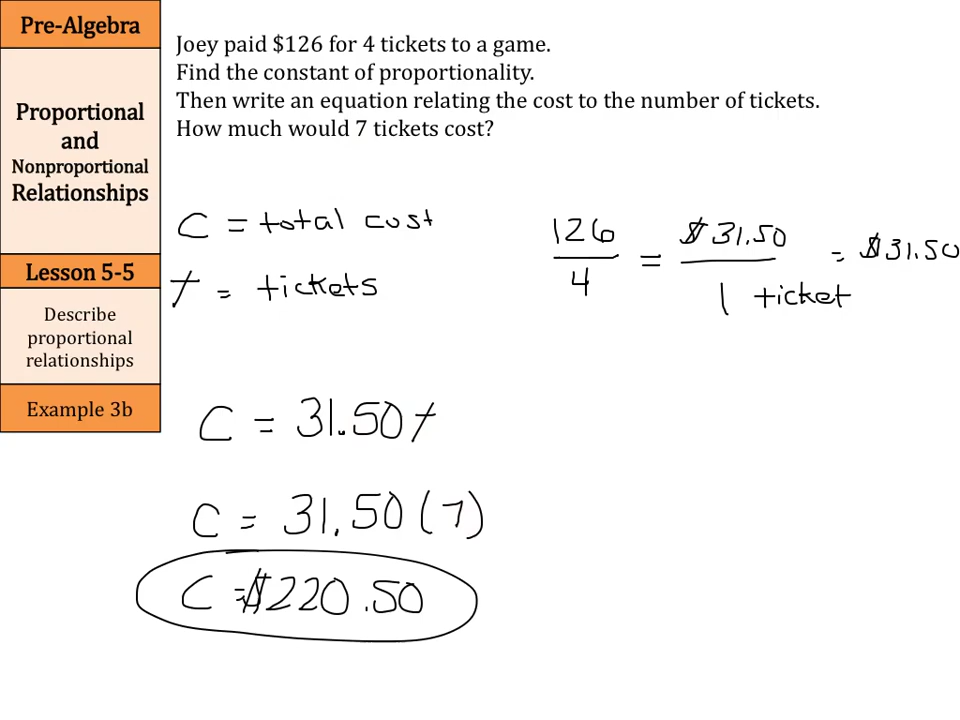 Pre-Algebra
Proportional
and
Nonproportional
Relationships
Lesson 5-5
Describe
proportional
relationships
Example 3b
Joey paid $126 for 4 tickets to a game.
Find the constant of proportionality.
Then write an equation relating the cost to the number of tickets.
How much would 7 tickets cost?
C = total cost
t = tickets
126/4 = $31.50/1 ticket = $31.50
C = 31.50t
C = 31.50(7)
C = $220.50